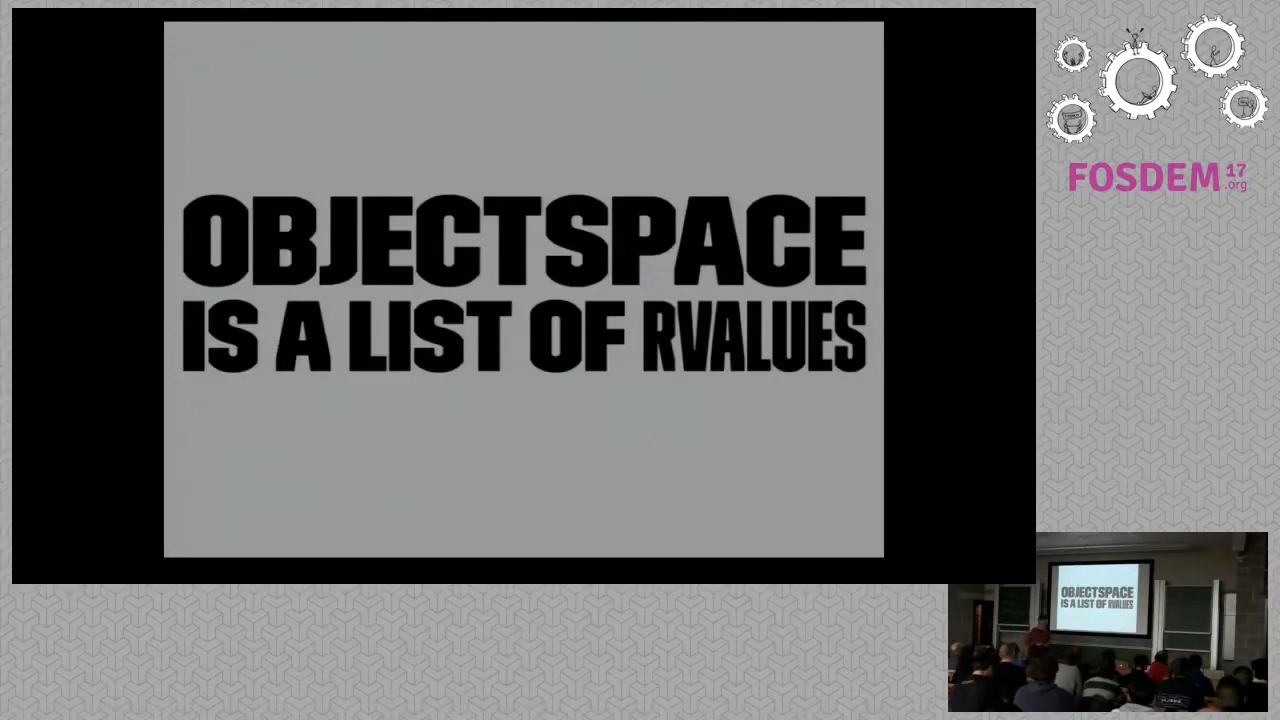 OBJECTSPACE
IS A LIST OF RVALUES
FOSDEM 17
.org
OBJECTSPACE
IS A LIST OF RVALUES